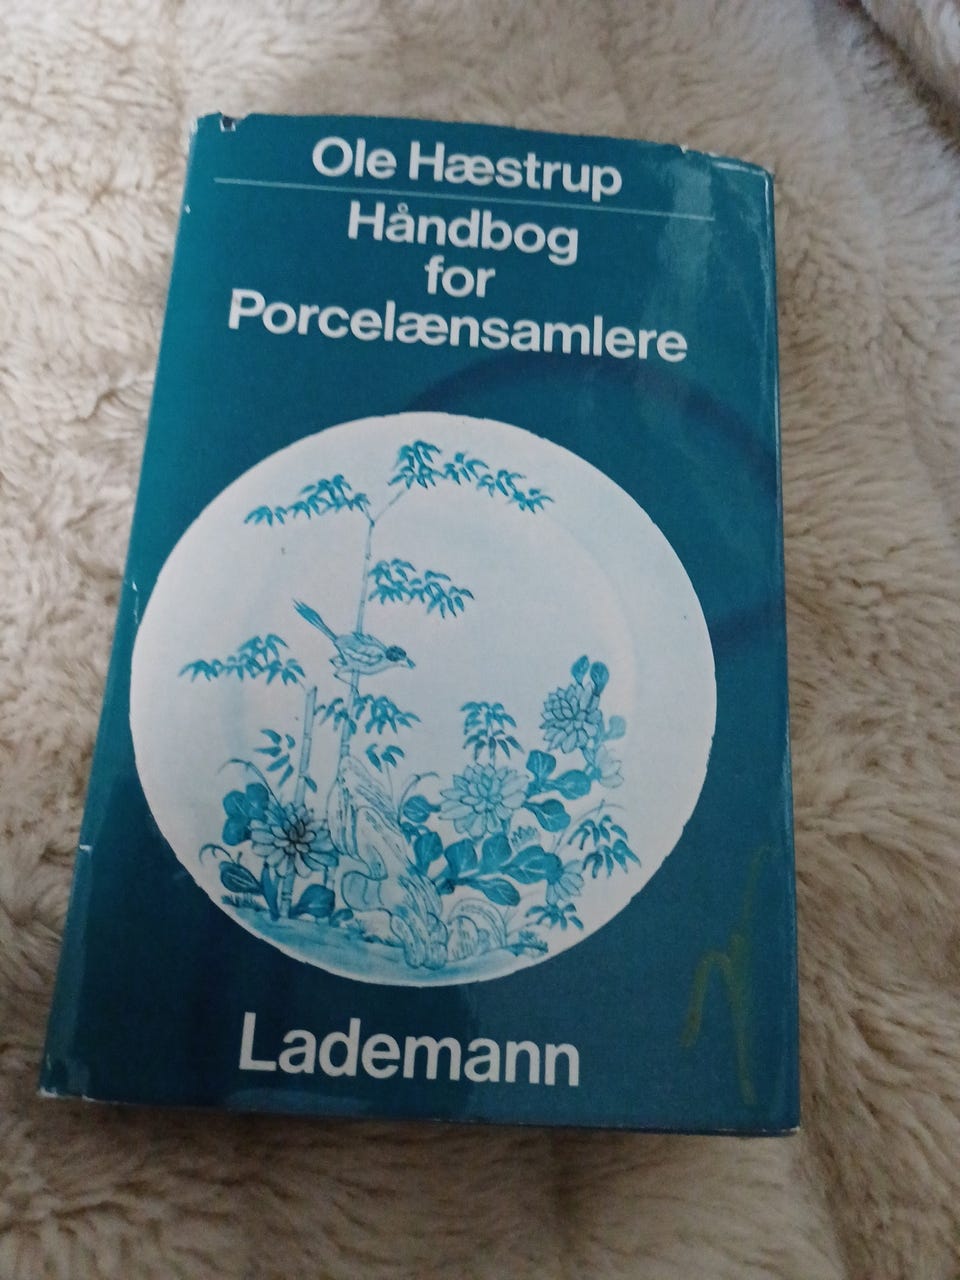 Ole Hæstrup
Håndbog
for
Porcelænsamlere
Lademann